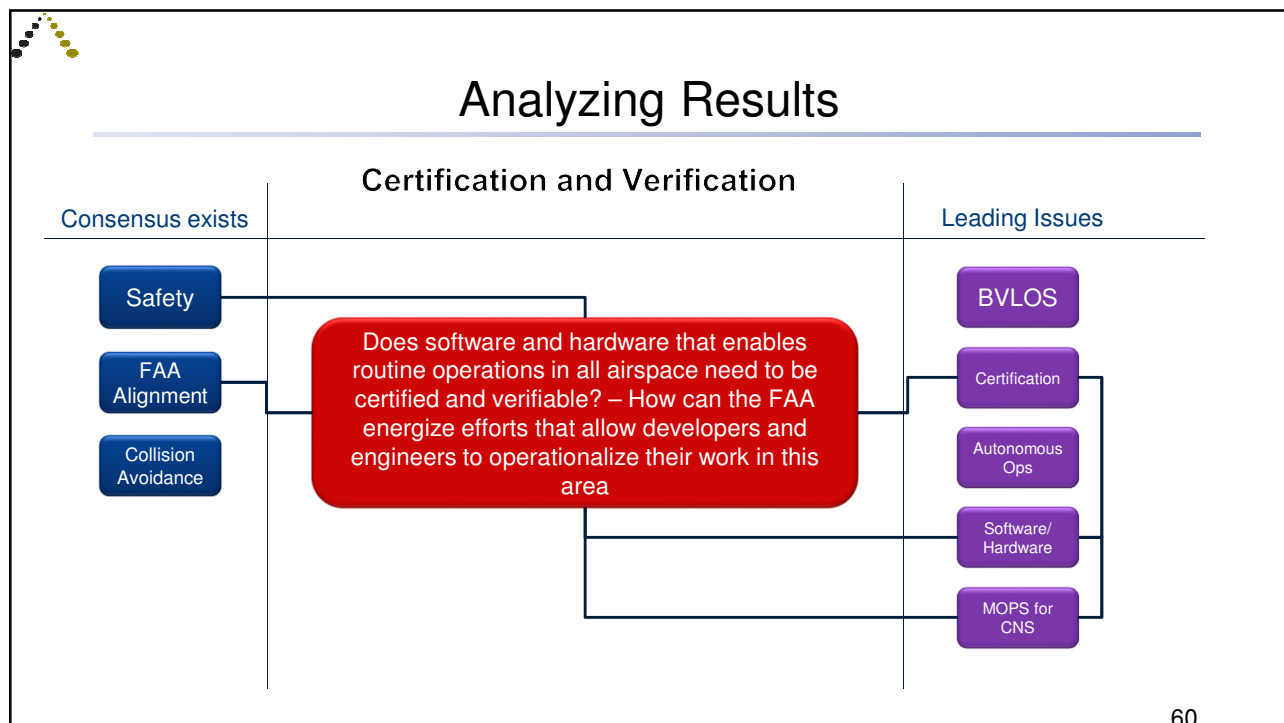 Analyzing Results
Certification and Verification
Consensus exists
Leading Issues
Safety
FAA
Alignment
Collision
Avoidance
Does software and hardware that enables
routine operations in all airspace need to be
certified and verifiable? – How can the FAA
energize efforts that allow developers and
engineers to operationalize their work in this
area
BVLOS
Certification
Autonomous
Ops
Software/
Hardware
MOPS for
CNS
60